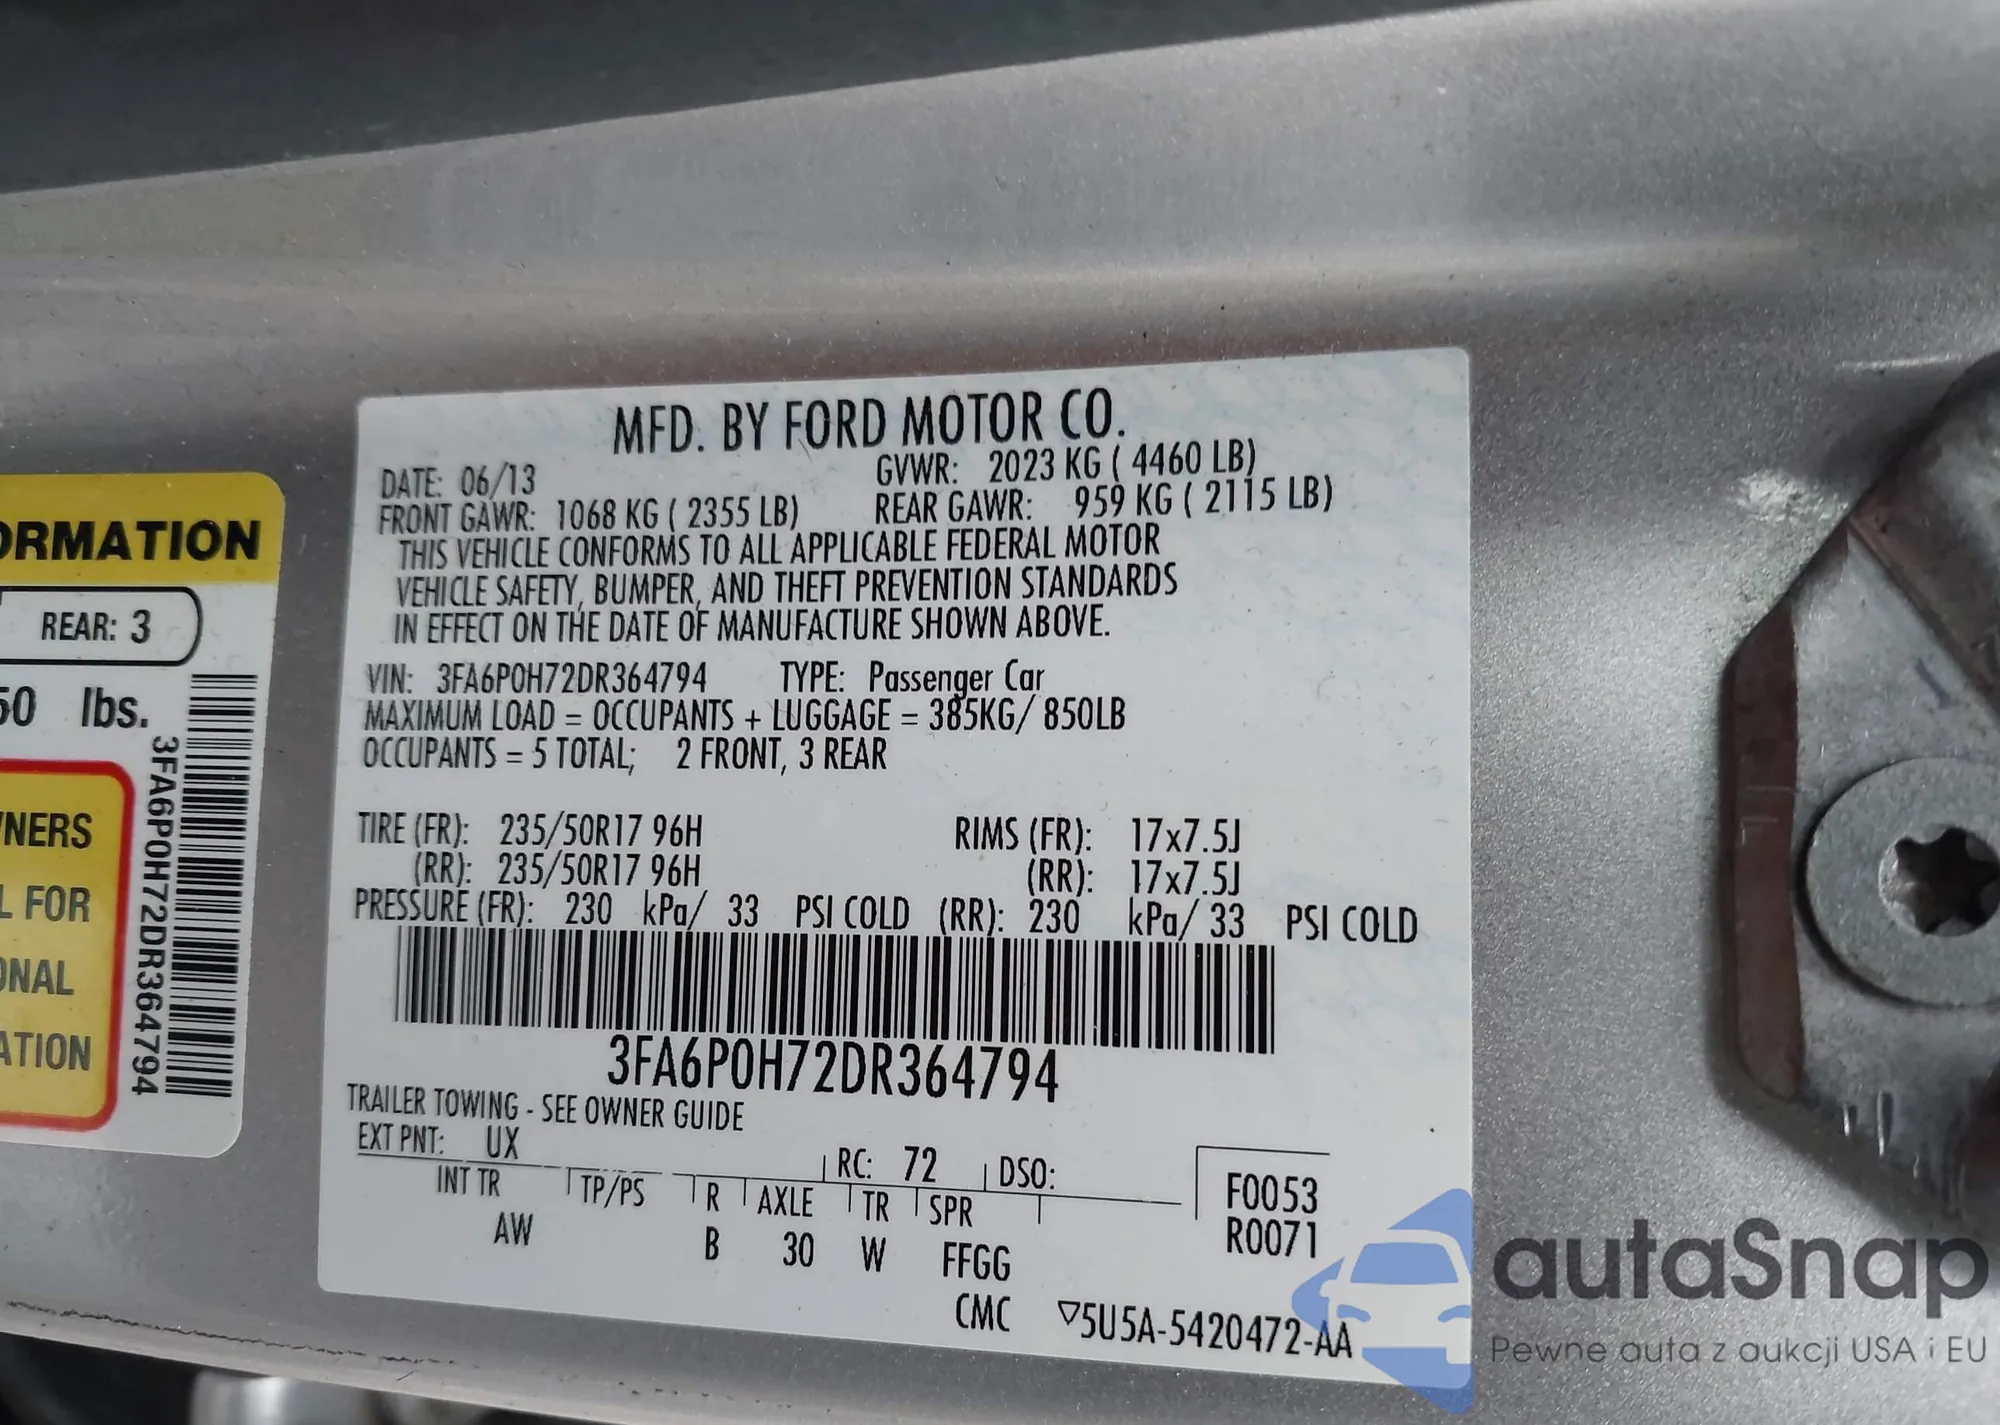 ORMATION
REAR: 3
50 lbs.
NERS
L FOR
ONAL
ATION
3FA6P0H72DR364794
MFD. BY FORD MOTOR CO.
DATE: 06/13 GVWR: 2023 KG ( 4460 LB)
FRONT GAWR: 1068 KG ( 2355 LB) REAR GAWR: 959 KG ( 2115 LB)
THIS VEHICLE CONFORMS TO ALL APPLICABLE FEDERAL MOTOR
VEHICLE SAFETY, BUMPER, AND THEFT PREVENTION STANDARDS
IN EFFECT ON THE DATE OF MANUFACTURE SHOWN ABOVE.
VIN: 3FA6P0H72DR364794 TYPE: Passenger Car
MAXIMUM LOAD = OCCUPANTS + LUGGAGE = 385KG/ 850LB
OCCUPANTS = 5 TOTAL; 2 FRONT, 3 REAR
TIRE (FR): 235/50R17 96H RIMS (FR): 17x7.5J
(RR): 235/50R17 96H (RR): 17x7.5J
PRESSURE (FR): 230 kPa/ 33 PSI COLD (RR): 230 kPa/ 33 PSI COLD
3FA6P0H72DR364794
TRAILER TOWING - SEE OWNER GUIDE
EXT PNT: UX RC: 72 DSO:
INT TR TP/PS R AXLE TR SPR
AW B 30 W FFGG
F0053
R0071
CMC ▽5U5A-5420472-AA
autaSnap
Pewne auta z aukcji USA i EU